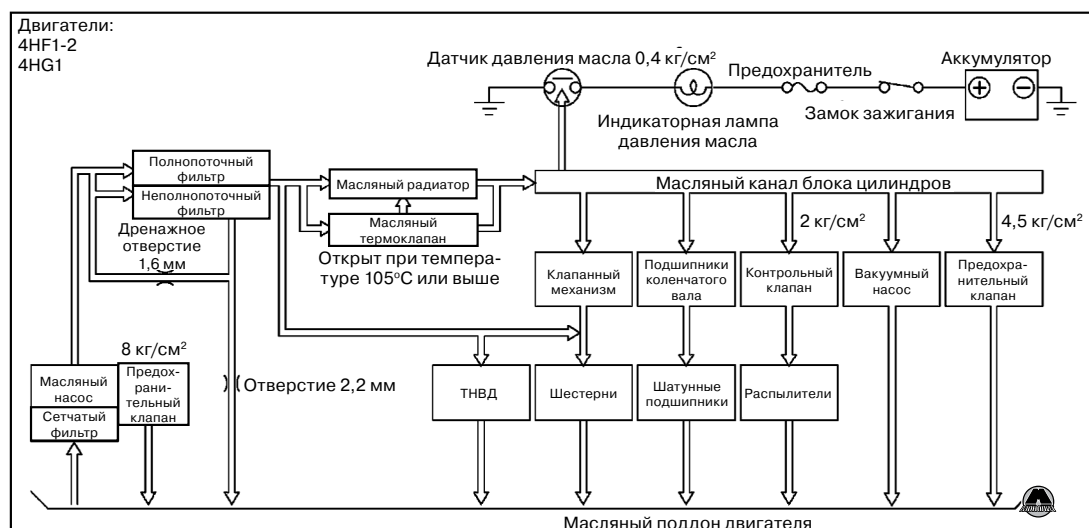 Двигатели:
4HF1-2
4HG1
Датчик давления масла 0,4 кг/см²
Предохранитель
Аккумулятор
Замок зажигания
Индикаторная лампа
давления масла
Полнопоточный
фильтр
Неполнопоточный
фильтр
Масляный радиатор
Масляный
термоклапан
Масляный канал блока цилиндров
Дренажное
отверстие
1,6 мм
Открыт при темпера-
туре 105°C или выше
2 кг/см²
4,5 кг/см²
Клапанный
механизм
Подшипники
коленчатого
вала
Контрольный
клапан
Вакуумный
насос
Предохра-
нительный
клапан
8 кг/см²
Масляный
насос
Сетчатый
фильтр
Предох-
рани-
тельный
клапан
Отверстие 2,2 мм
ТНВД
Шестерни
Шатунные
подшипники
Распылители
Масляный поддон двигателя